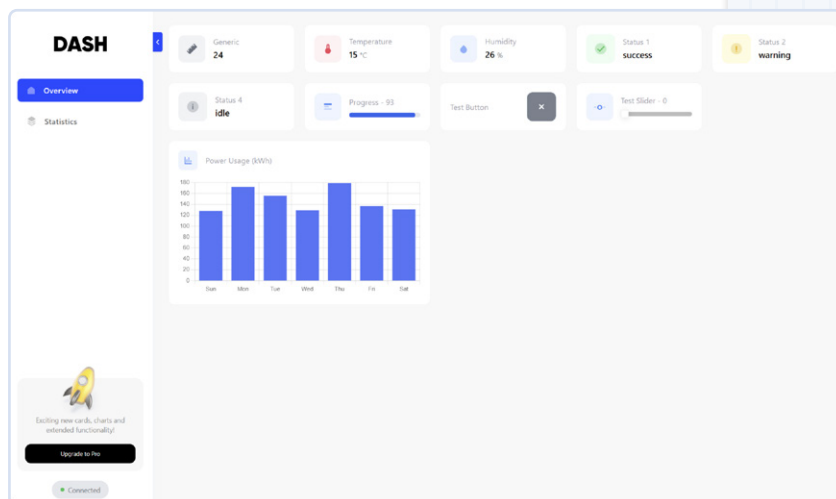 DASH
Overview
Statistics
Exciting new cards, charts and
extended functionality!
Upgrade to Pro
Connected
Generic
24
Temperature
15 °C
Humidity
26 %
Status 1
success
Status 2
warning
Status 4
idle
Progress - 93
Test Button
Test Slider - 0
Power Usage (kWh)
180
160
140
120
100
80
60
40
20
0
Sun Mon Tue Wed Thu Fri Sat